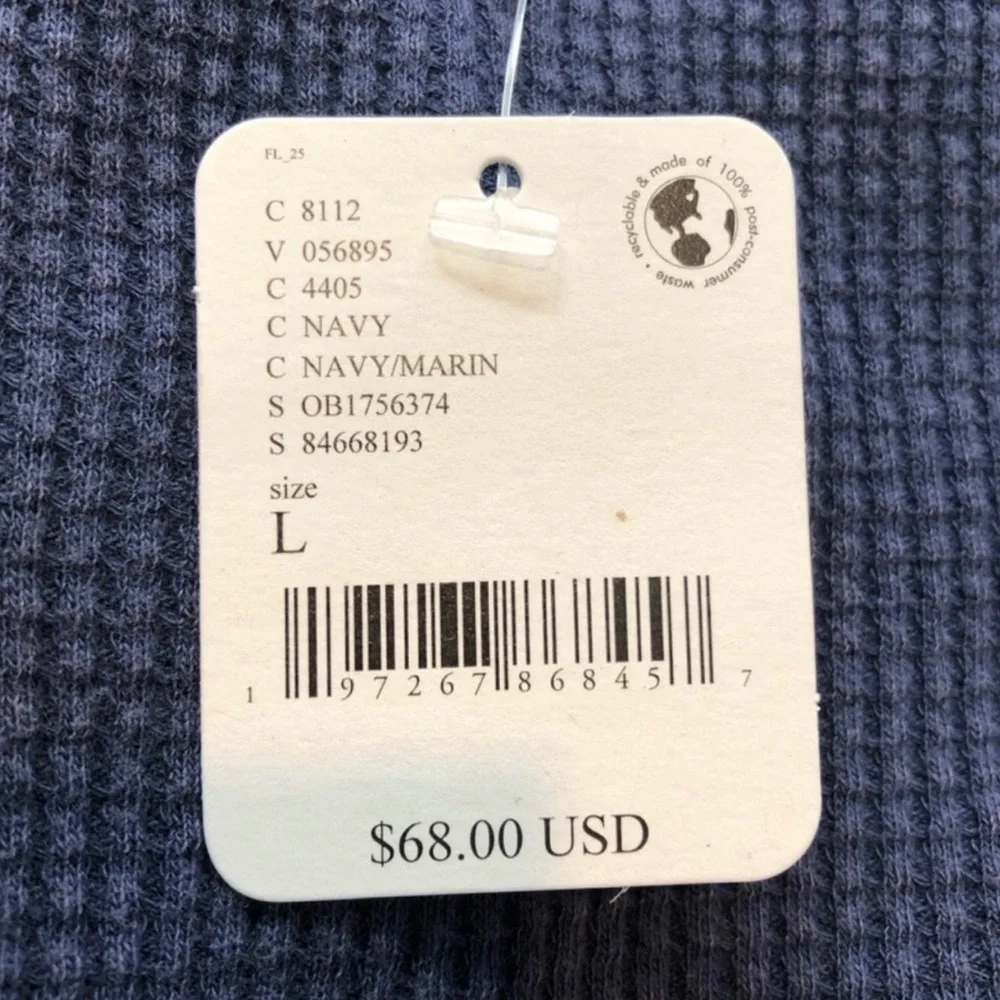 FL_25
recyclable & made of 100% post-consumer waste •
C 8112
V 056895
C 4405
C NAVY
C NAVY/MARIN
S OB1756374
S 84668193
size
L
1 97267 86845 7
$68.00 USD